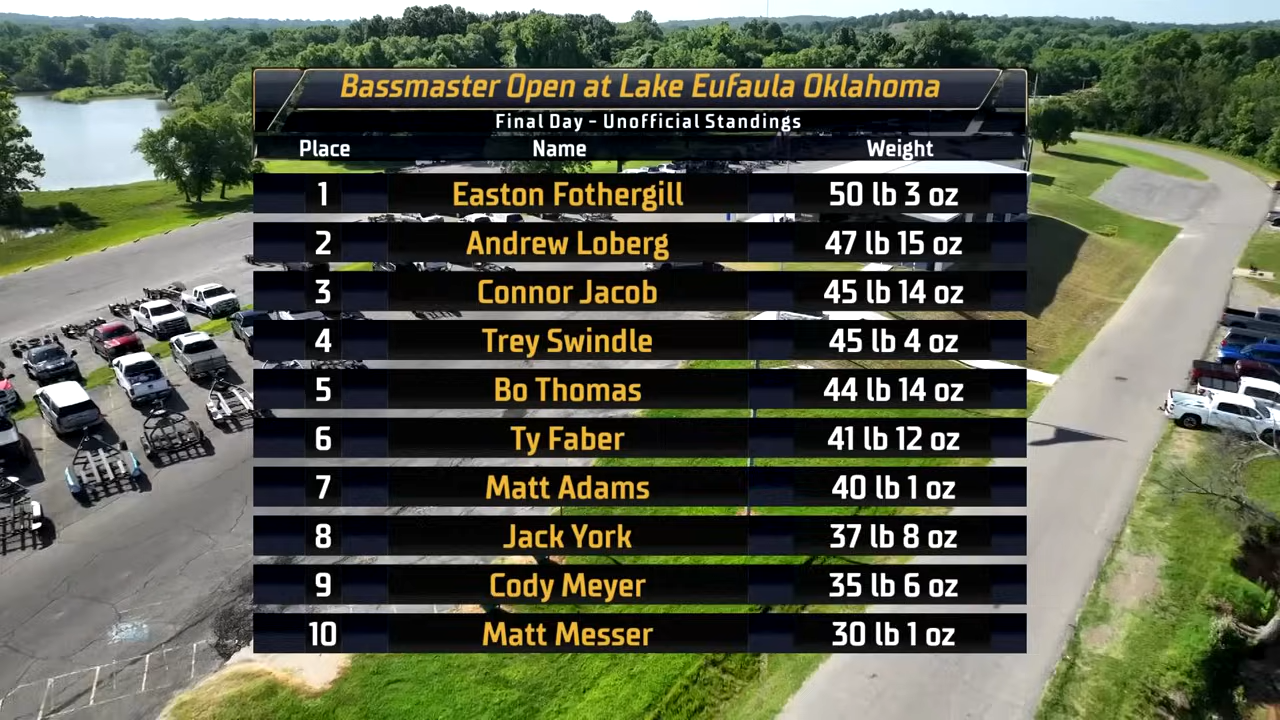 Bassmaster Open at Lake Eufaula Oklahoma
Final Day - Unofficial Standings
Place Name Weight
1 Easton Fothergill 50 lb 3 oz
2 Andrew Loberg 47 lb 15 oz
3 Connor Jacob 45 lb 14 oz
4 Trey Swindle 45 lb 4 oz
5 Bo Thomas 44 lb 14 oz
6 Ty Faber 41 lb 12 oz
7 Matt Adams 40 lb 1 oz
8 Jack York 37 lb 8 oz
9 Cody Meyer 35 lb 6 oz
10 Matt Messer 30 lb 1 oz